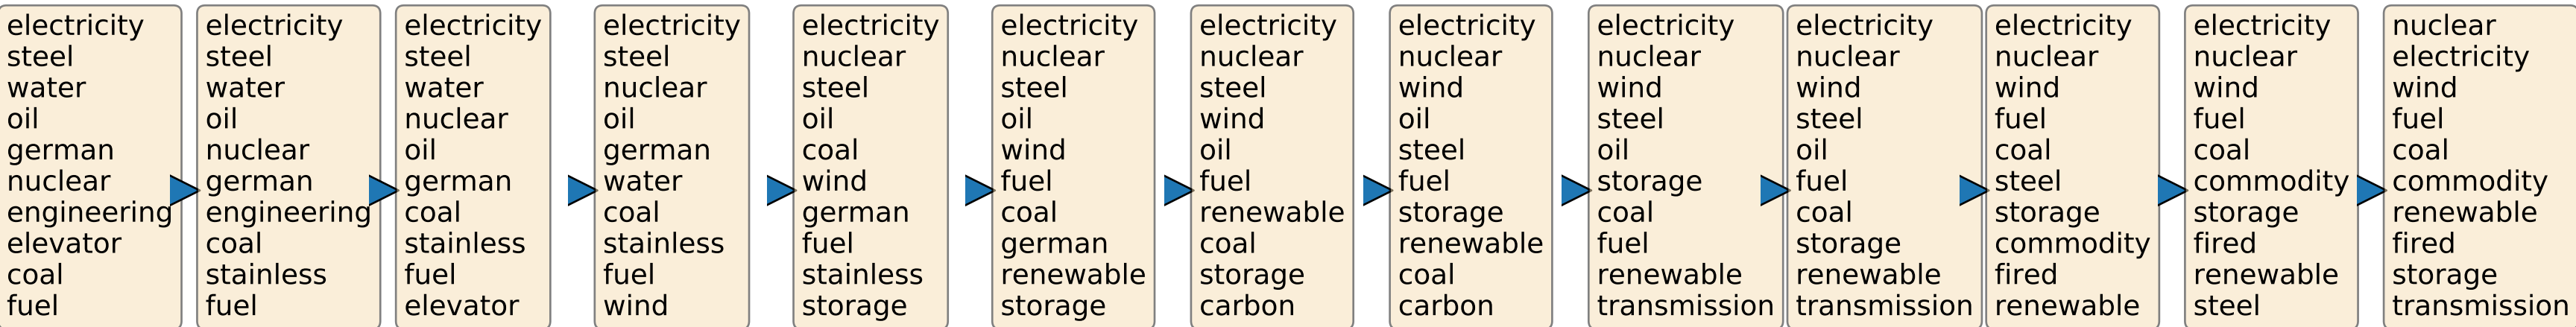 electricity
steel
water
oil
german
nuclear
engineering
elevator
coal
fuel
electricity
steel
water
oil
nuclear
german
engineering
coal
stainless
fuel
electricity
steel
water
nuclear
oil
german
coal
stainless
fuel
elevator
electricity
steel
nuclear
oil
german
water
coal
stainless
fuel
wind
electricity
nuclear
steel
oil
coal
wind
german
fuel
stainless
storage
electricity
nuclear
steel
oil
wind
fuel
coal
german
renewable
storage
electricity
nuclear
steel
wind
oil
fuel
renewable
coal
storage
carbon
electricity
nuclear
wind
oil
steel
fuel
storage
renewable
coal
carbon
electricity
nuclear
wind
steel
oil
storage
coal
fuel
renewable
transmission
electricity
nuclear
wind
steel
oil
fuel
coal
storage
renewable
transmission
electricity
nuclear
wind
fuel
coal
steel
storage
commodity
fired
renewable
electricity
nuclear
wind
fuel
coal
commodity
storage
fired
renewable
steel
nuclear
electricity
wind
fuel
coal
commodity
renewable
fired
storage
transmission